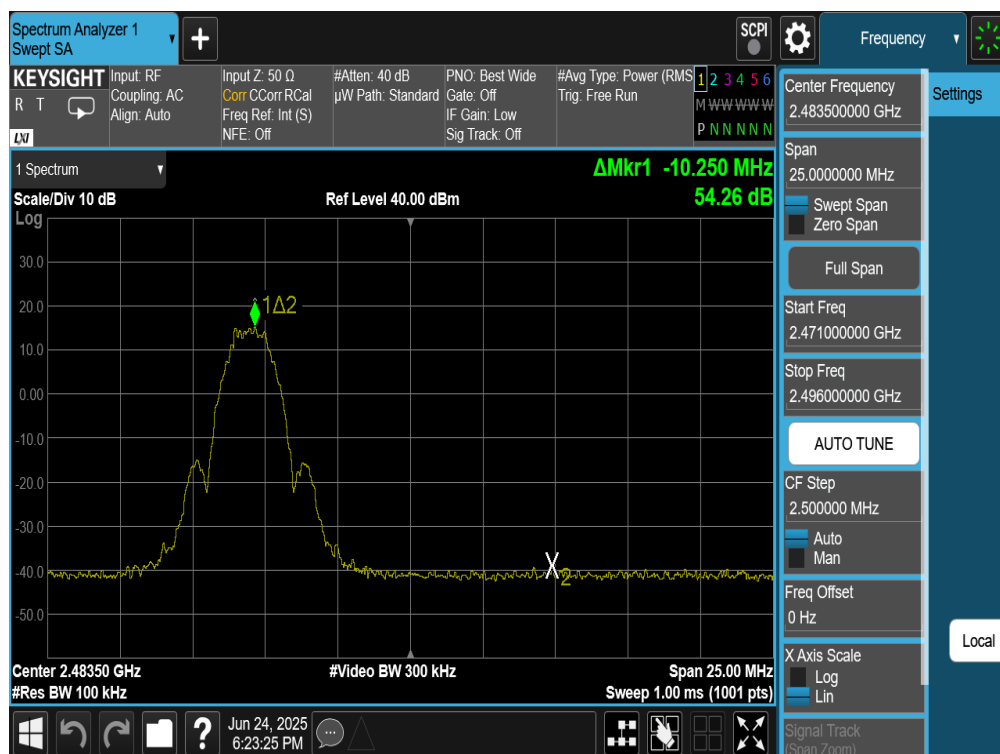 Spectrum Analyzer 1
Swept SA
+
SCPI
Frequency
KEYSIGHT
R T
LXI
Input: RF
Coupling: AC
Align: Auto
Input Z: 50 Ω
Corr CCorr RCal
Freq Ref: Int (S)
NFE: Off
#Atten: 40 dB
µW Path: Standard
PNO: Best Wide
Gate: Off
IF Gain: Low
Sig Track: Off
#Avg Type: Power (RMS
Trig: Free Run
1 2 3 4 5 6
M W W W W W
P N N N N N
1 Spectrum
ΔMkr1 -10.250 MHz
54.26 dB
Scale/Div 10 dB
Ref Level 40.00 dBm
Log
30.0
20.0
10.0
0.00
-10.0
-20.0
-30.0
-40.0
-50.0
1Δ2
2
Center 2.48350 GHz
#Video BW 300 kHz
Span 25.00 MHz
#Res BW 100 kHz
Sweep 1.00 ms (1001 pts)
Center Frequency
2.483500000 GHz
Settings
Span
25.0000000 MHz
Swept Span
Zero Span
Full Span
Start Freq
2.471000000 GHz
Stop Freq
2.496000000 GHz
AUTO TUNE
CF Step
2.500000 MHz
Auto
Man
Freq Offset
0 Hz
Local
X Axis Scale
Log
Lin
Signal Track
(Span Zoom)
?
Jun 24, 2025
6:23:25 PM